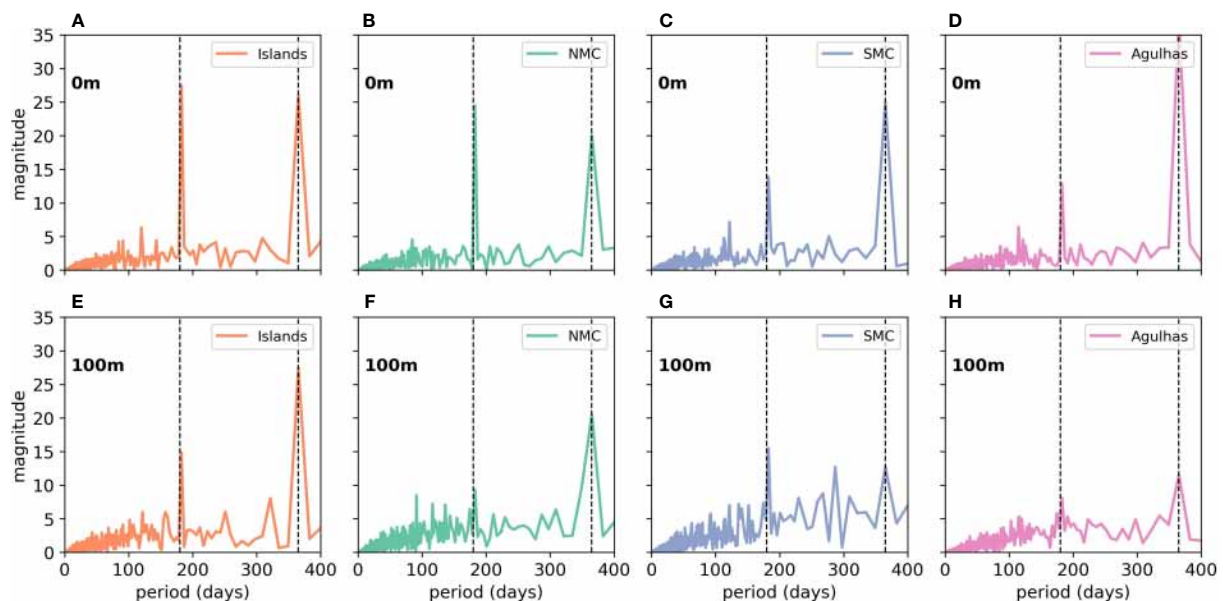 A B C D
35 Islands NMC SMC Agulhas
30
0m 0m 0m 0m
25
magnitude
20
15
10
5
0
E F G H
35 Islands NMC SMC Agulhas
30
100m 100m 100m 100m
25
magnitude
20
15
10
5
0
0 100 200 300 400 0 100 200 300 400 0 100 200 300 400 0 100 200 300 400
period (days) period (days) period (days) period (days)